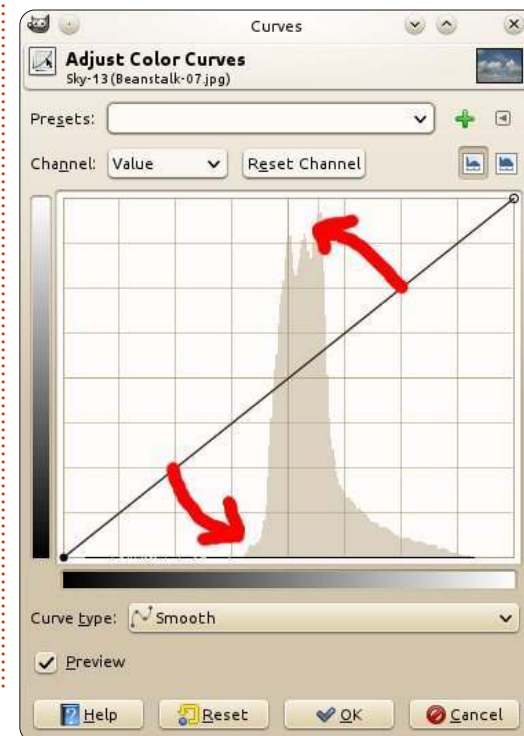 Curves
Adjust Color Curves
Sky-13 (Beanstalk-07.jpg)
Presets:
Channel: Value Reset Channel
Curve type: Smooth
Preview
Help Reset OK Cancel